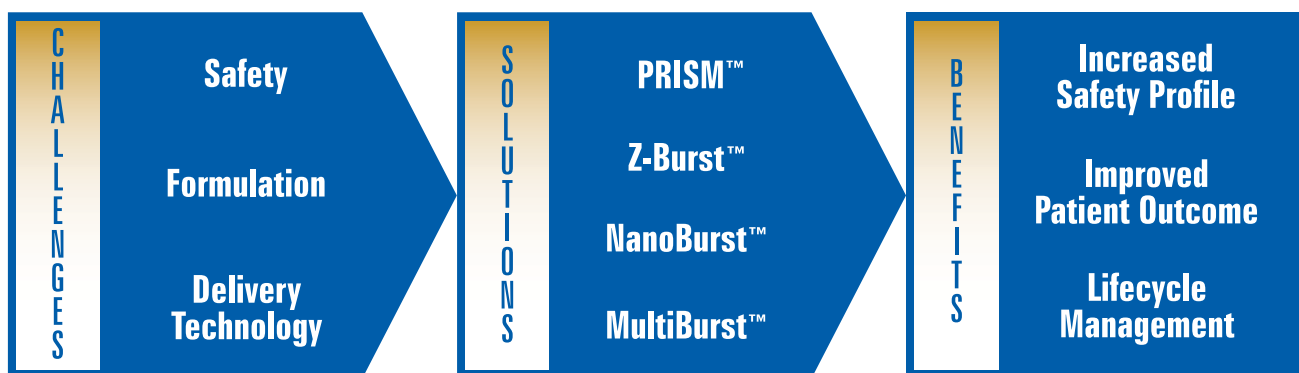 CHALLENGES
Safety
Formulation
Delivery
Technology
SOLUTIONS
PRISM™
Z-Burst™
NanoBurst™
MultiBurst™
BENEFITS
Increased
Safety Profile
Improved
Patient Outcome
Lifecycle
Management